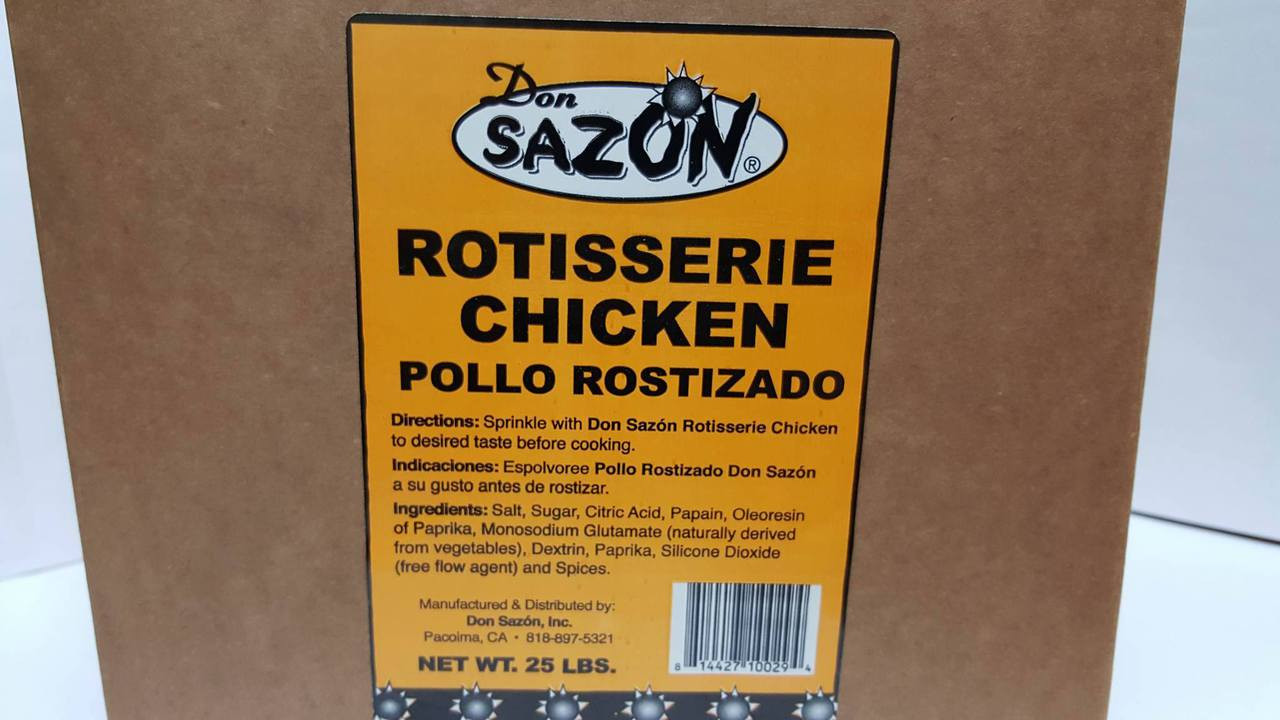 Don
SAZÓN®
ROTISSERIE
CHICKEN
POLLO ROSTIZADO
Directions: Sprinkle with Don Sazón Rotisserie Chicken
to desired taste before cooking.
Indicaciones: Espolvoree Pollo Rostizado Don Sazón
a su gusto antes de rostizar.
Ingredients: Salt, Sugar, Citric Acid, Papain, Oleoresin
of Paprika, Monosodium Glutamate (naturally derived
from vegetables), Dextrin, Paprika, Silicone Dioxide
(free flow agent) and Spices.
Manufactured & Distributed by:
Don Sazón, Inc.
Pacoima, CA • 818-897-5321
NET WT. 25 LBS.
8 14427 10029 4